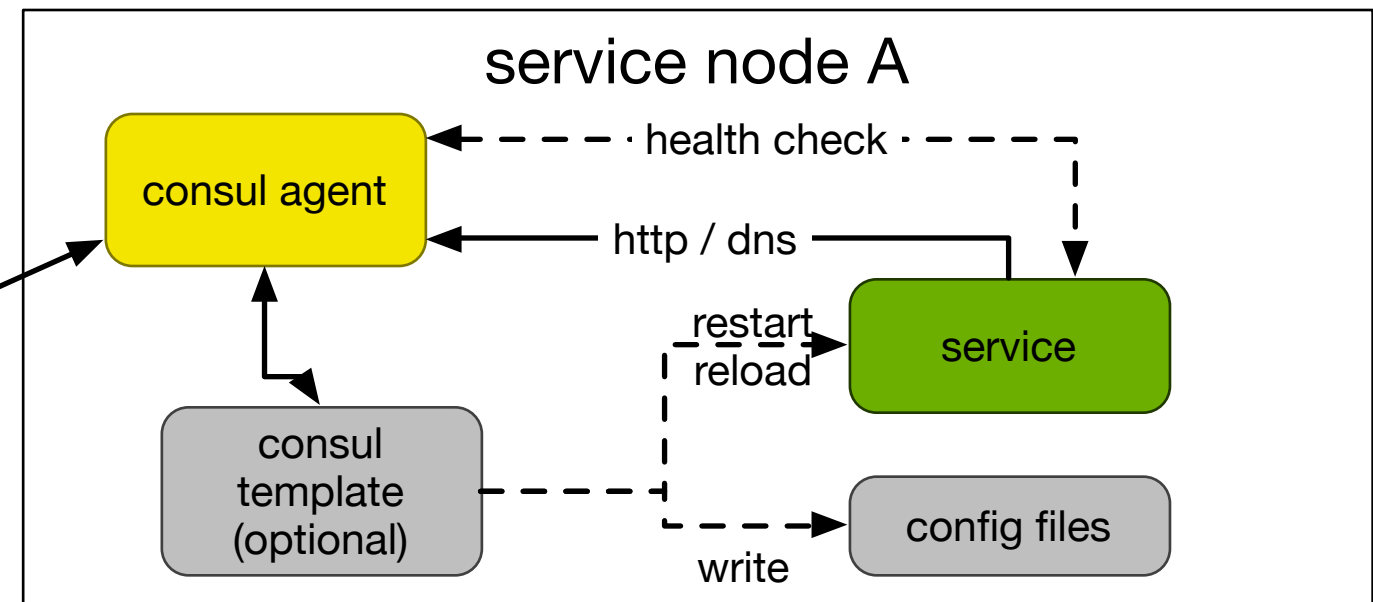 service node A
health check
consul agent
http / dns
restart
reload
service
consul
template
(optional)
config files
write